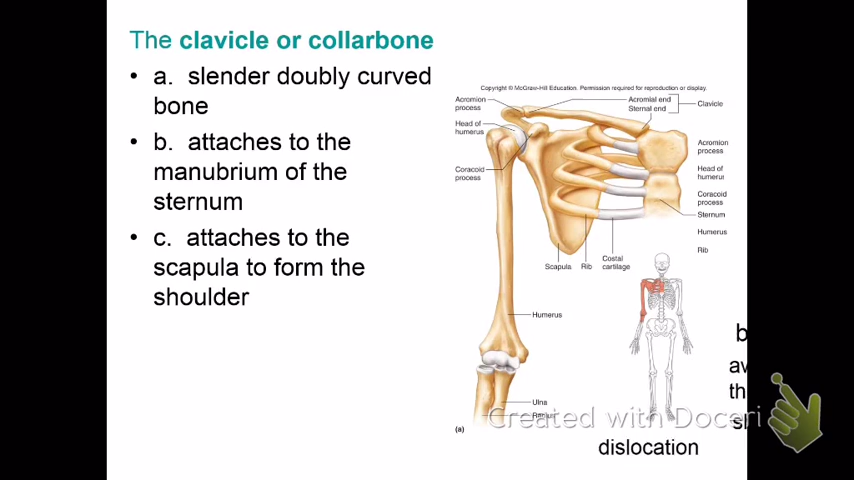 The clavicle or collarbone
• a. slender doubly curved
bone
• b. attaches to the
manubrium of the
sternum
• c. attaches to the
scapula to form the
shoulder
Copyright © McGraw-Hill Education. Permission required for reproduction or display.
Acromion
process
Head of
humerus
Coracoid
process
Acromial end
Sternal end
Clavicle
Acromion
process
Head of
humerus
Coracoid
process
Sternum
Humerus
Rib
Scapula
Rib
Costal
cartilage
Humerus
Ulna
Radius
(a)
dislocation
Created with Doceri